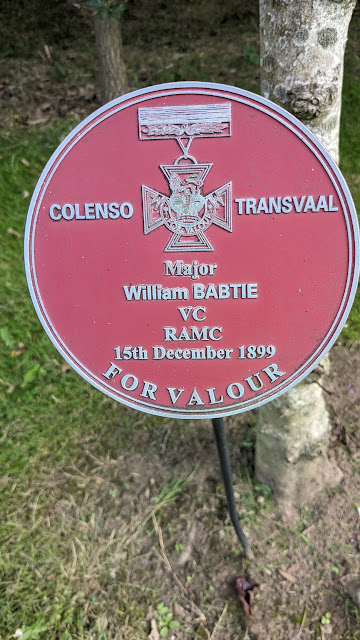 COLENSO TRANSVAAL
Major
William BABTIE
VC
RAMC
15th December 1899
FOR VALOUR